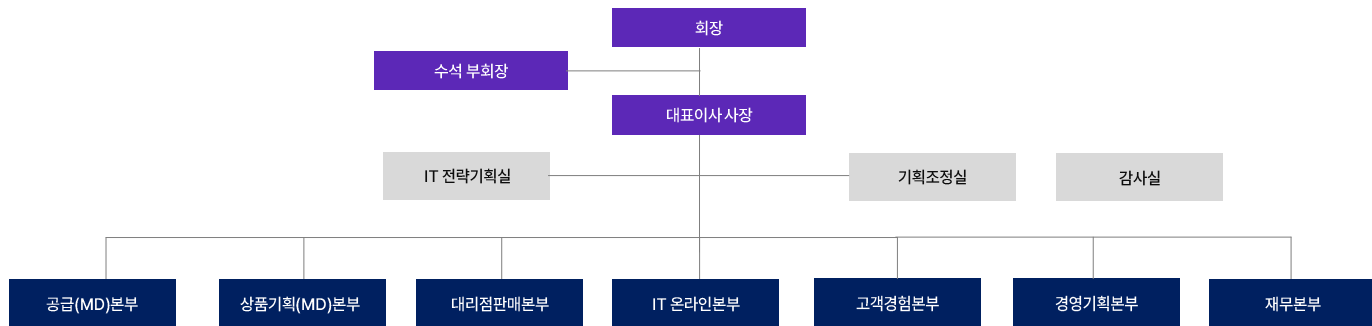 회장
수석 부회장
대표이사 사장
IT 전략기획실
기획조정실
감사실
공급(MD)본부
상품기획(MD)본부
대리점판매본부
IT 온라인본부
고객경험본부
경영기획본부
재무본부